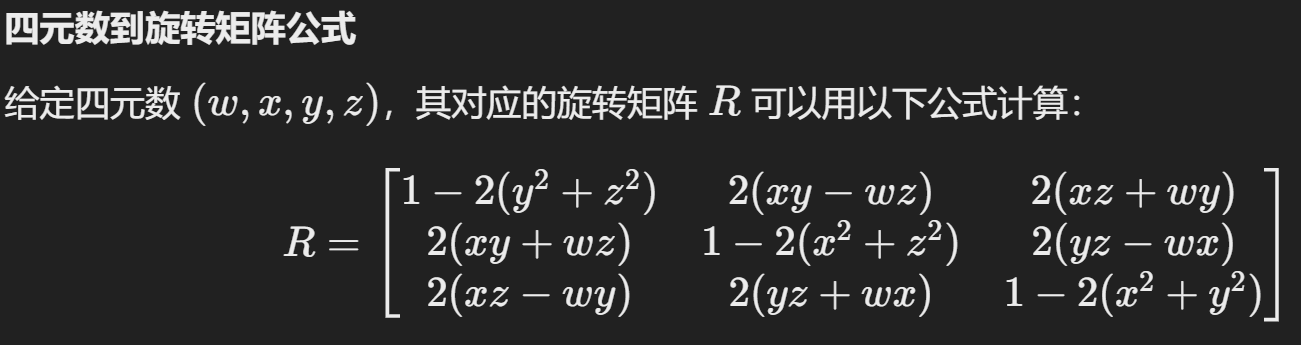 四元数到旋转矩阵公式
给定四元数 (w, x, y, z)，其对应的旋转矩阵 R 可以用以下公式计算：
1 − 2(y² + z²) 2(xy − wz) 2(xz + wy)
R = 2(xy + wz) 1 − 2(x² + z²) 2(yz − wx)
2(xz − wy) 2(yz + wx) 1 − 2(x² + y²)